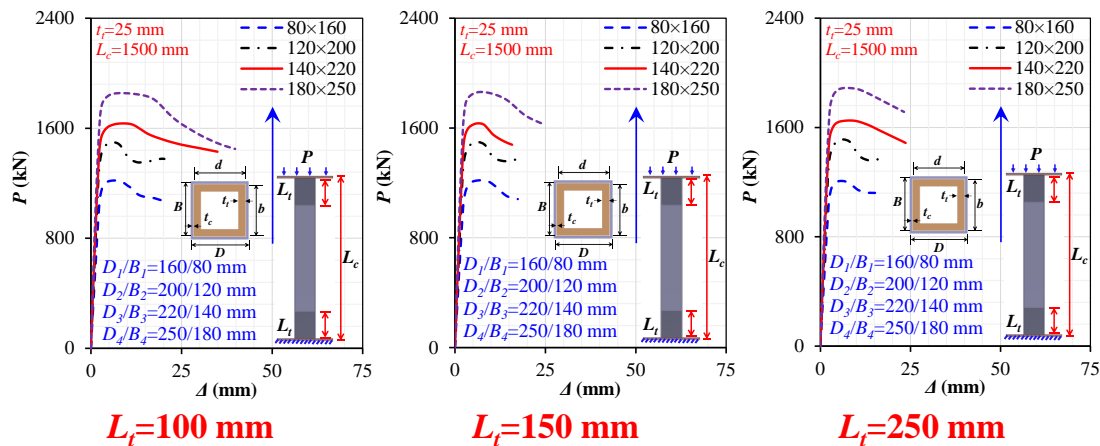 2400
1600
800
0
P (kN)
0 25 50 75
Δ (mm)
t_t=25 mm
L_c=1500 mm
80×160
120×200
140×220
180×250
d
B
t_t
t_c
b
D
P
L_t
L_c
L_t
D_1/B_1=160/80 mm
D_2/B_2=200/120 mm
D_3/B_3=220/140 mm
D_4/B_4=250/180 mm
L_t=100 mm
2400
1600
800
0
P (kN)
0 25 50 75
Δ (mm)
t_t=25 mm
L_c=1500 mm
80×160
120×200
140×220
180×250
d
B
t_t
t_c
b
D
P
L_t
L_c
L_t
D_1/B_1=160/80 mm
D_2/B_2=200/120 mm
D_3/B_3=220/140 mm
D_4/B_4=250/180 mm
L_t=150 mm
2400
1600
800
0
P (kN)
0 25 50 75
Δ (mm)
t_t=25 mm
L_c=1500 mm
80×160
120×200
140×220
180×250
d
B
t_t
t_c
b
D
P
L_t
L_c
L_t
D_1/B_1=160/80 mm
D_2/B_2=200/120 mm
D_3/B_3=220/140 mm
D_4/B_4=250/180 mm
L_t=250 mm